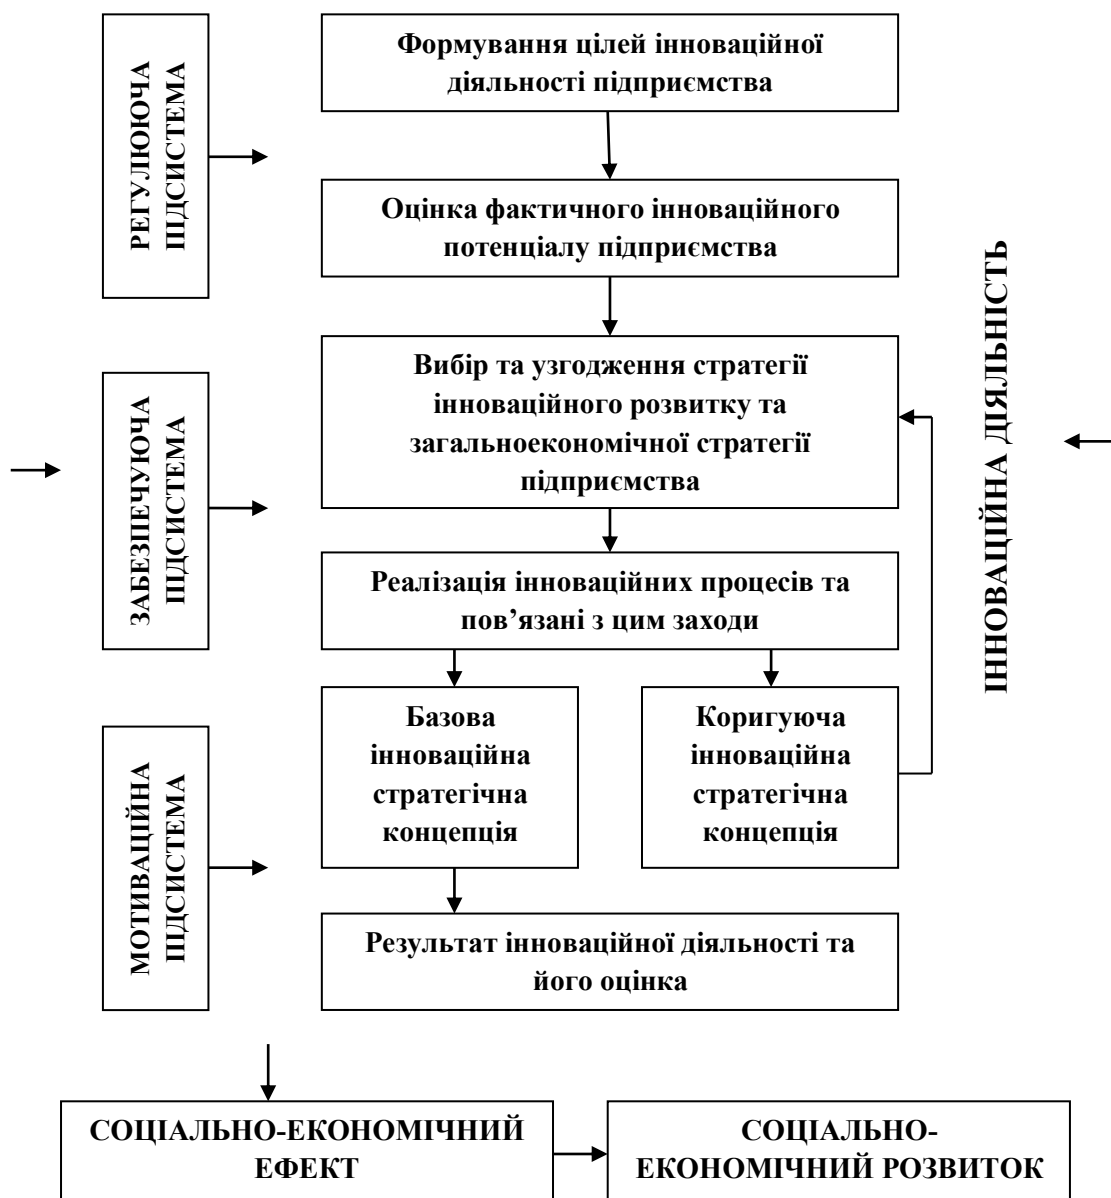 РЕГУЛЮЮЧА
ПІДСИСТЕМА
Формування цілей інноваційної
діяльності підприємства
Оцінка фактичного інноваційного
потенціалу підприємства
ЗАБЕЗПЕЧУЮЧА
ПІДСИСТЕМА
Вибір та узгодження стратегії
інноваційного розвитку та
загальноекономічної стратегії
підприємства
ІННОВАЦІЙНА ДІЯЛЬНІСТЬ
Реалізація інноваційних процесів та
пов’язані з цим заходи
МОТИВАЦІЙНА
ПІДСИСТЕМА
Базова
інноваційна
стратегічна
концепція
Коригуюча
інноваційна
стратегічна
концепція
Результат інноваційної діяльності та
його оцінка
СОЦІАЛЬНО-ЕКОНОМІЧНИЙ
ЕФЕКТ
СОЦІАЛЬНО-
ЕКОНОМІЧНИЙ РОЗВИТОК